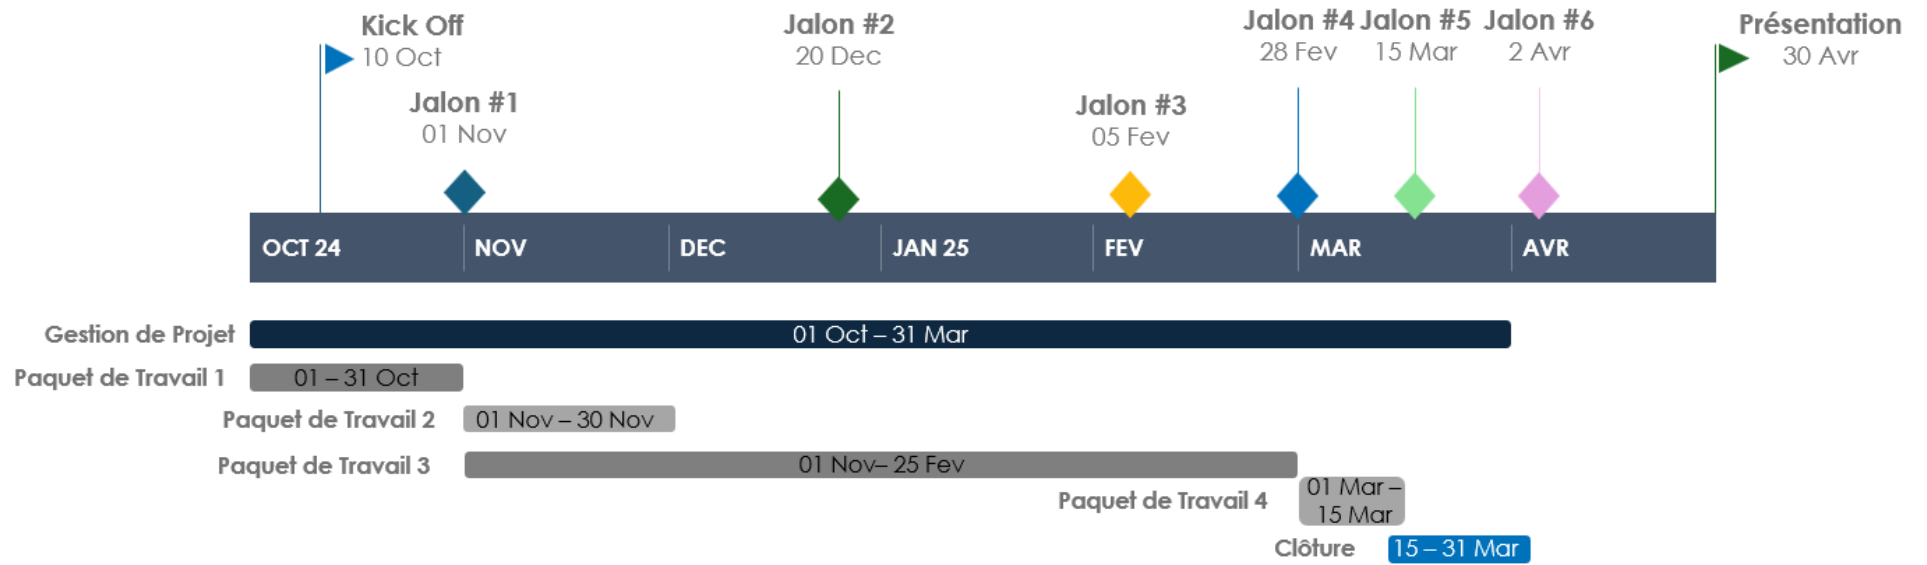 Kick Off
10 Oct
Jalon #1
01 Nov
Jalon #2
20 Dec
Jalon #3
05 Fev
Jalon #4
28 Fev
Jalon #5
15 Mar
Jalon #6
2 Avr
Présentation
30 Avr
OCT 24
NOV
DEC
JAN 25
FEV
MAR
AVR
Gestion de Projet
01 Oct – 31 Mar
Paquet de Travail 1
01 – 31 Oct
Paquet de Travail 2
01 Nov – 30 Nov
Paquet de Travail 3
01 Nov– 25 Fev
Paquet de Travail 4
01 Mar –
15 Mar
Clôture
15 – 31 Mar